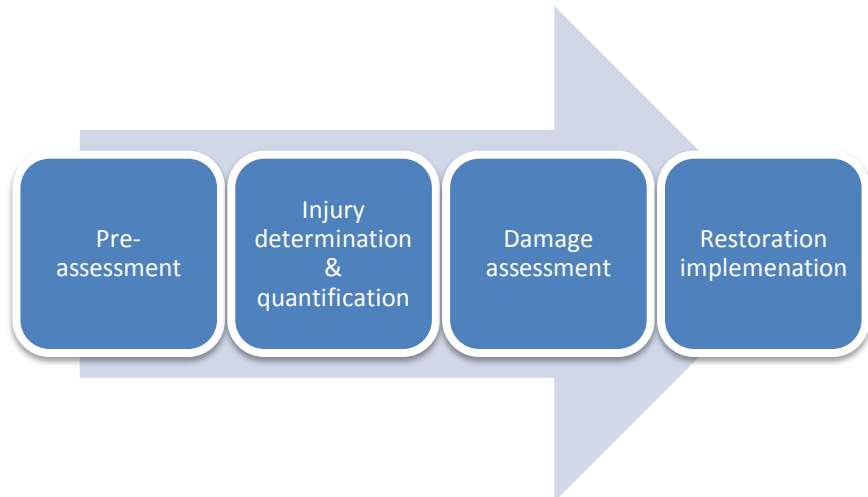 Pre-
assessment
Injury
determination
&
quantification
Damage
assessment
Restoration
implemenation